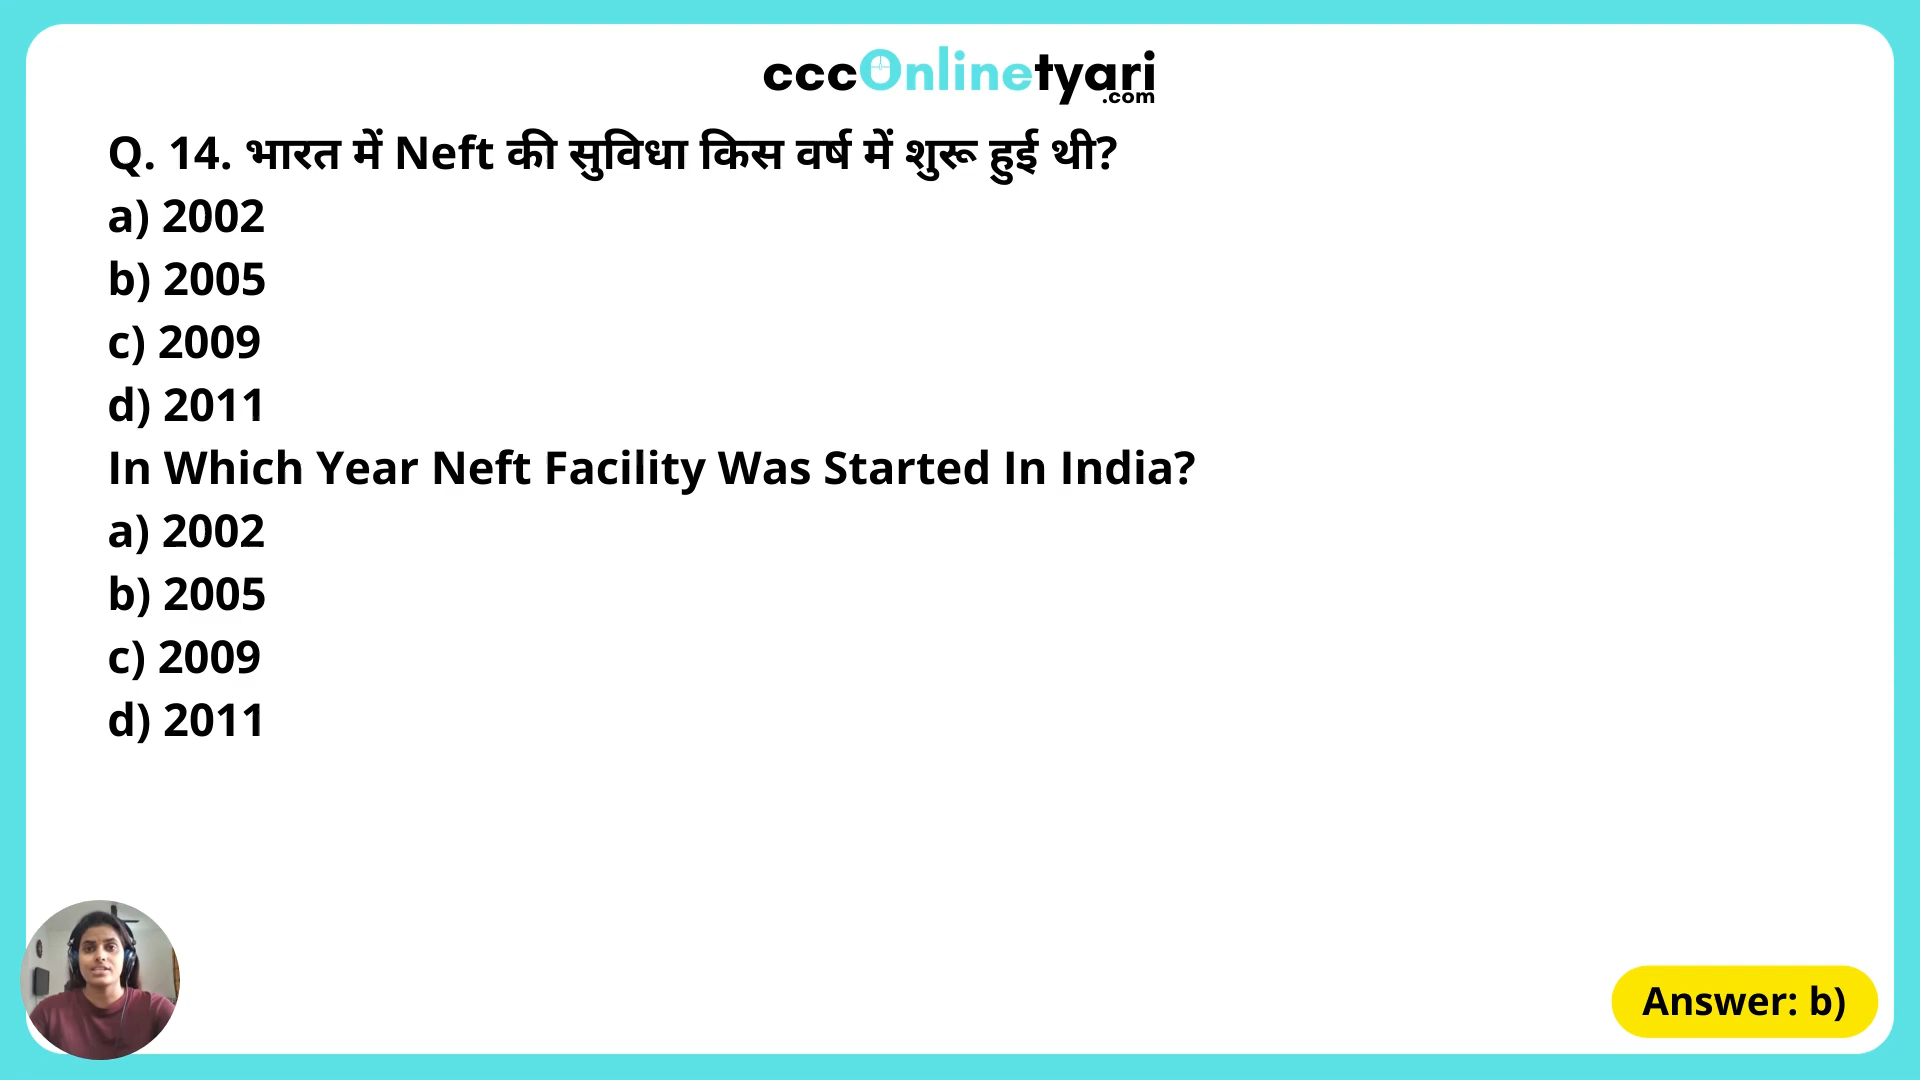 cccOnlinetyari
.com
Q. 14. भारत में Neft की सुविधा किस वर्ष में शुरू हुई थी?
a) 2002
b) 2005
c) 2009
d) 2011
In Which Year Neft Facility Was Started In India?
a) 2002
b) 2005
c) 2009
d) 2011
Answer: b)